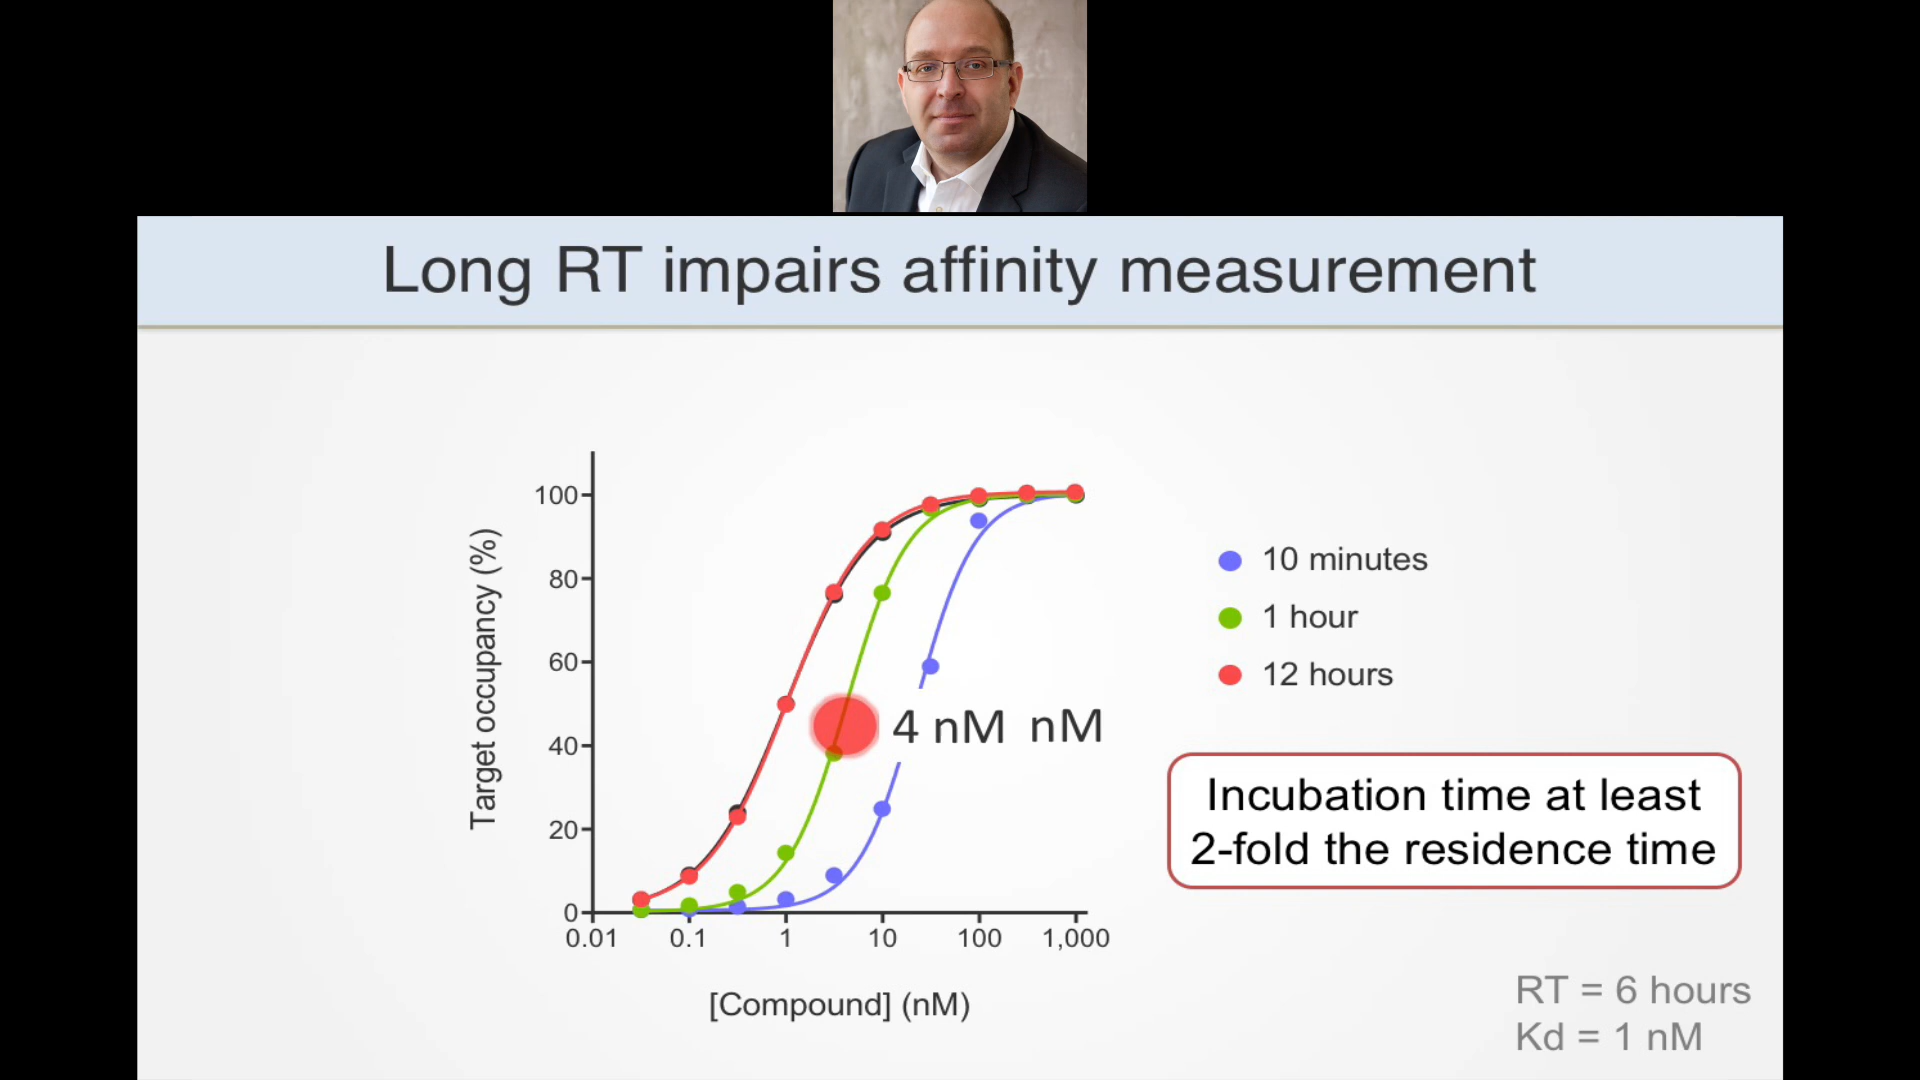 Long RT impairs affinity measurement
Target occupancy (%)
100
80
60
40
20
0
0.01 0.1 1 10 100 1,000
[Compound] (nM)
4 nM nM
10 minutes
1 hour
12 hours
Incubation time at least
2-fold the residence time
RT = 6 hours
Kd = 1 nM